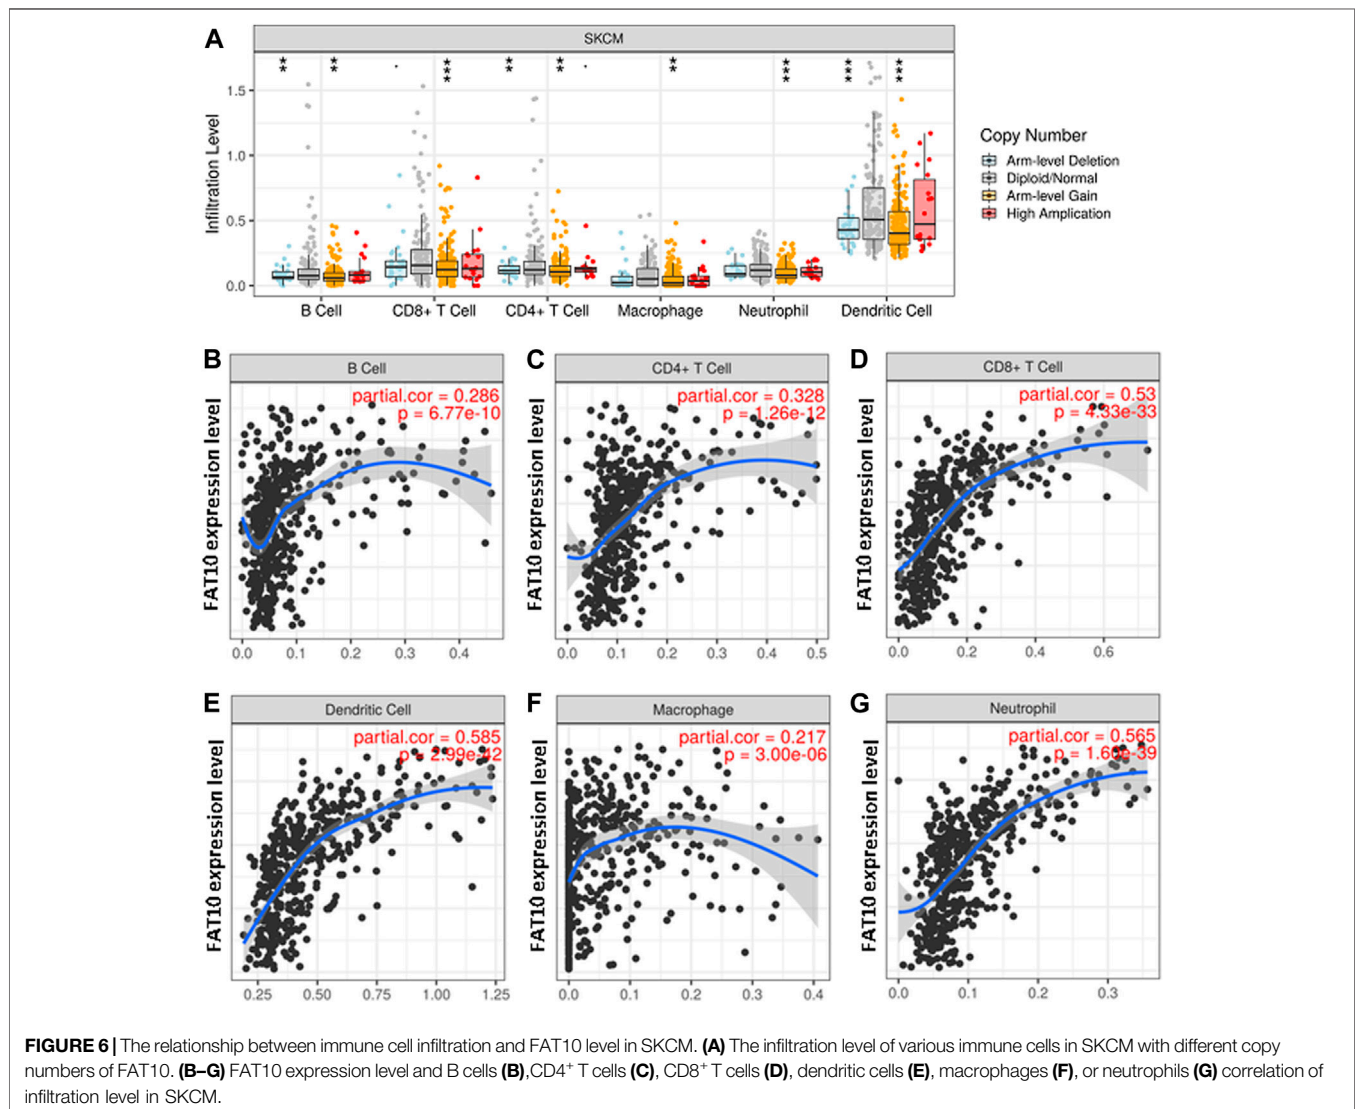 A
SKCM
** ** . *** ** ** . ** *** *** ***
Infiltration Level
1.5
1.0
0.5
0.0
B Cell CD8+ T Cell CD4+ T Cell Macrophage Neutrophil Dendritic Cell
Copy Number
Arm-level Deletion
Diploid/Normal
Arm-level Gain
High Amplication
B
B Cell
partial.cor = 0.286
p = 6.77e-10
FAT10 expression level
0.0 0.1 0.2 0.3 0.4
C
CD4+ T Cell
partial.cor = 0.328
p = 1.26e-12
FAT10 expression level
0.0 0.1 0.2 0.3 0.4 0.5
D
CD8+ T Cell
partial.cor = 0.53
p = 4.33e-33
FAT10 expression level
0.0 0.2 0.4 0.6
E
Dendritic Cell
partial.cor = 0.585
p = 2.99e-42
FAT10 expression level
0.25 0.50 0.75 1.00 1.25
F
Macrophage
partial.cor = 0.217
p = 3.00e-06
FAT10 expression level
0.0 0.1 0.2 0.3 0.4
G
Neutrophil
partial.cor = 0.565
p = 1.60e-39
FAT10 expression level
0.0 0.1 0.2 0.3
FIGURE 6 | The relationship between immune cell infiltration and FAT10 level in SKCM. (A) The infiltration level of various immune cells in SKCM with different copy
numbers of FAT10. (B–G) FAT10 expression level and B cells (B),CD4+ T cells (C), CD8+ T cells (D), dendritic cells (E), macrophages (F), or neutrophils (G) correlation of
infiltration level in SKCM.